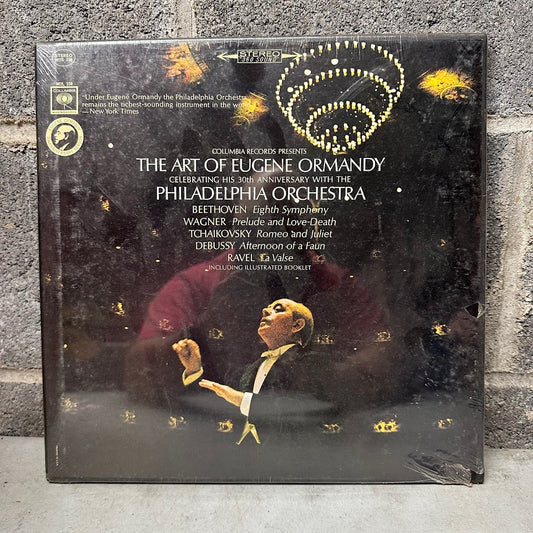 STEREO
STEREO
360 SOUND
COLUMBIA
"Under Eugene Ormandy the Philadelphia Orchestra
remains the richest-sounding instrument in the world
—New York Times
COLUMBIA RECORDS PRESENTS
THE ART OF EUGENE ORMANDY
CELEBRATING HIS 30th ANNIVERSARY WITH THE
PHILADELPHIA ORCHESTRA
BEETHOVEN Eighth Symphony
WAGNER Prelude and Love-Death
TCHAIKOVSKY Romeo and Juliet
DEBUSSY Afternoon of a Faun
RAVEL La Valse
INCLUDING ILLUSTRATED BOOKLET